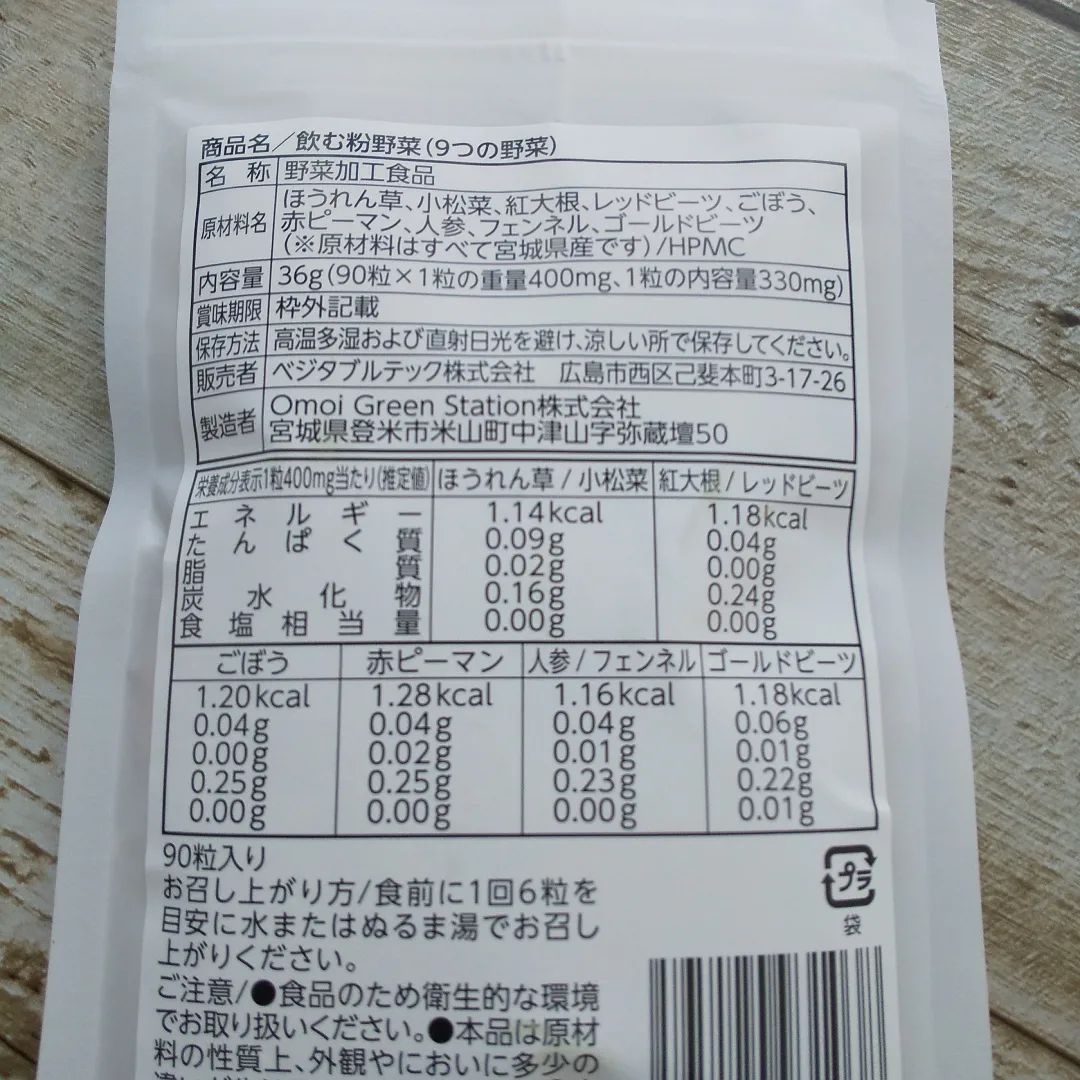 商品名／飲む粉野菜(9つの野菜)
名 称 野菜加工食品
原材料名 ほうれん草、小松菜、紅大根、レッドビーツ、ごぼう、
赤ピーマン、人参、フェンネル、ゴールドビーツ
(※原材料はすべて宮城県産です)/HPMC
内容量 36g(90粒×1粒の重量400mg、1粒の内容量330mg)
賞味期限 枠外記載
保存方法 高温多湿および直射日光を避け、涼しい所で保存してください。
販売者 ベジタブルテック株式会社 広島市西区己斐本町3-17-26
製造者 Omoi Green Station株式会社
宮城県登米市米山町中津山字弥蔵壇50
栄養成分表示1粒400mg当たり(推定値) ほうれん草/小松菜 紅大根/レッドビーツ
エネルギー 1.14kcal 1.18kcal
たんぱく質 0.09g 0.04g
脂質 0.02g 0.00g
炭水化物 0.16g 0.24g
食塩相当量 0.00g 0.00g
ごぼう 赤ピーマン 人参/フェンネル ゴールドビーツ
1.20kcal 1.28kcal 1.16kcal 1.18kcal
0.04g 0.04g 0.04g 0.06g
0.00g 0.02g 0.01g 0.01g
0.25g 0.25g 0.23g 0.22g
0.00g 0.00g 0.00g 0.01g
90粒入り
お召し上がり方/食前に1回6粒を
目安に水またはぬるま湯でお召し
上がりください。
ご注意/●食品のため衛生的な環境
でお取り扱いください。●本品は原材
料の性質上、外観やにおいに多少の
プラ
袋